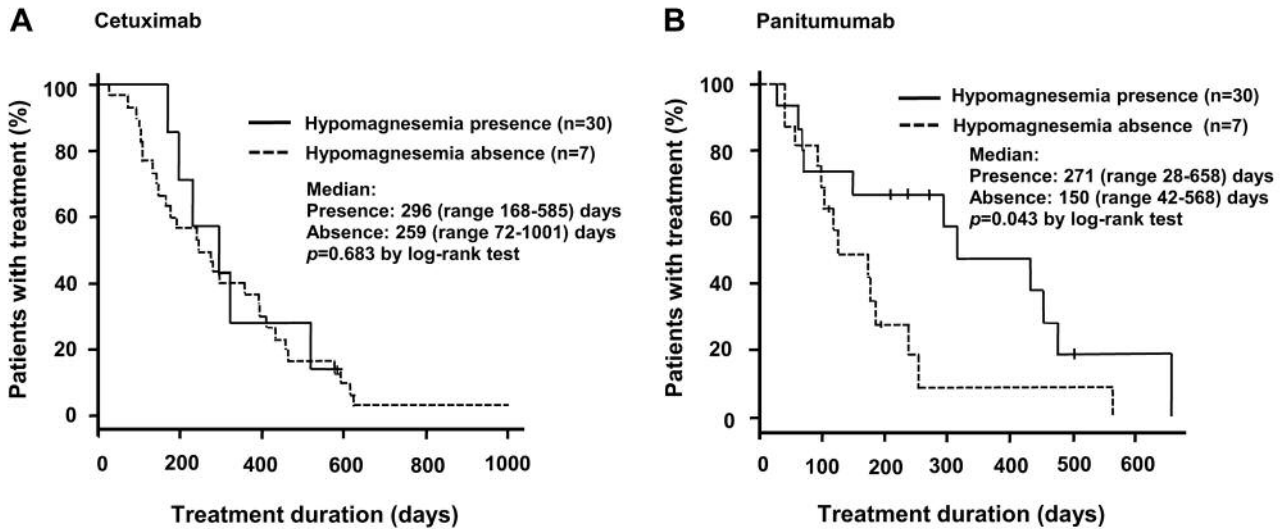 A
Cetuximab
Patients with treatment (%)
100
80
60
40
20
0
Hypomagnesemia presence (n=30)
Hypomagnesemia absence (n=7)
Median:
Presence: 296 (range 168-585) days
Absence: 259 (range 72-1001) days
p=0.683 by log-rank test
0 200 400 600 800 1000
Treatment duration (days)
B
Panitumumab
Patients with treatment (%)
100
80
60
40
20
0
Hypomagnesemia presence (n=30)
Hypomagnesemia absence (n=7)
Median:
Presence: 271 (range 28-658) days
Absence: 150 (range 42-568) days
p=0.043 by log-rank test
0 100 200 300 400 500 600
Treatment duration (days)